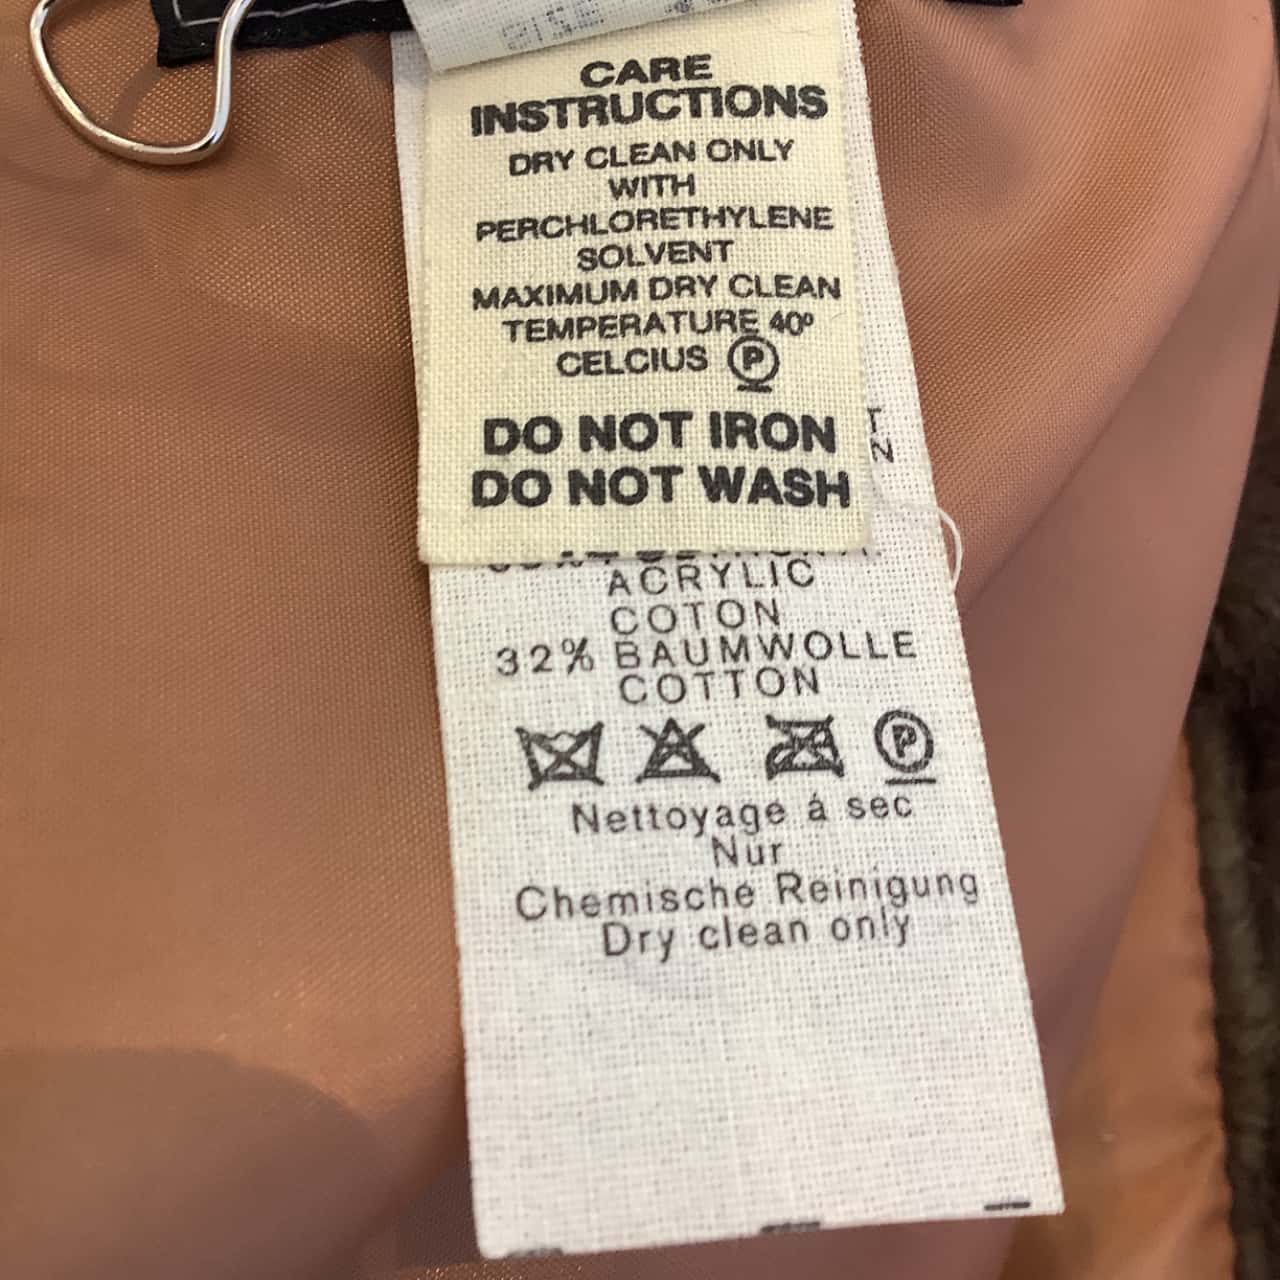 CARE
INSTRUCTIONS
DRY CLEAN ONLY
WITH
PERCHLORETHYLENE
SOLVENT
MAXIMUM DRY CLEAN
TEMPERATURE 40º
CELCIUS P
DO NOT IRON
DO NOT WASH
T
N
ACRYLIC
COTON
32% BAUMWOLLE
COTTON
P
Nettoyage á sec
Nur
Chemische Reinigung
Dry clean only